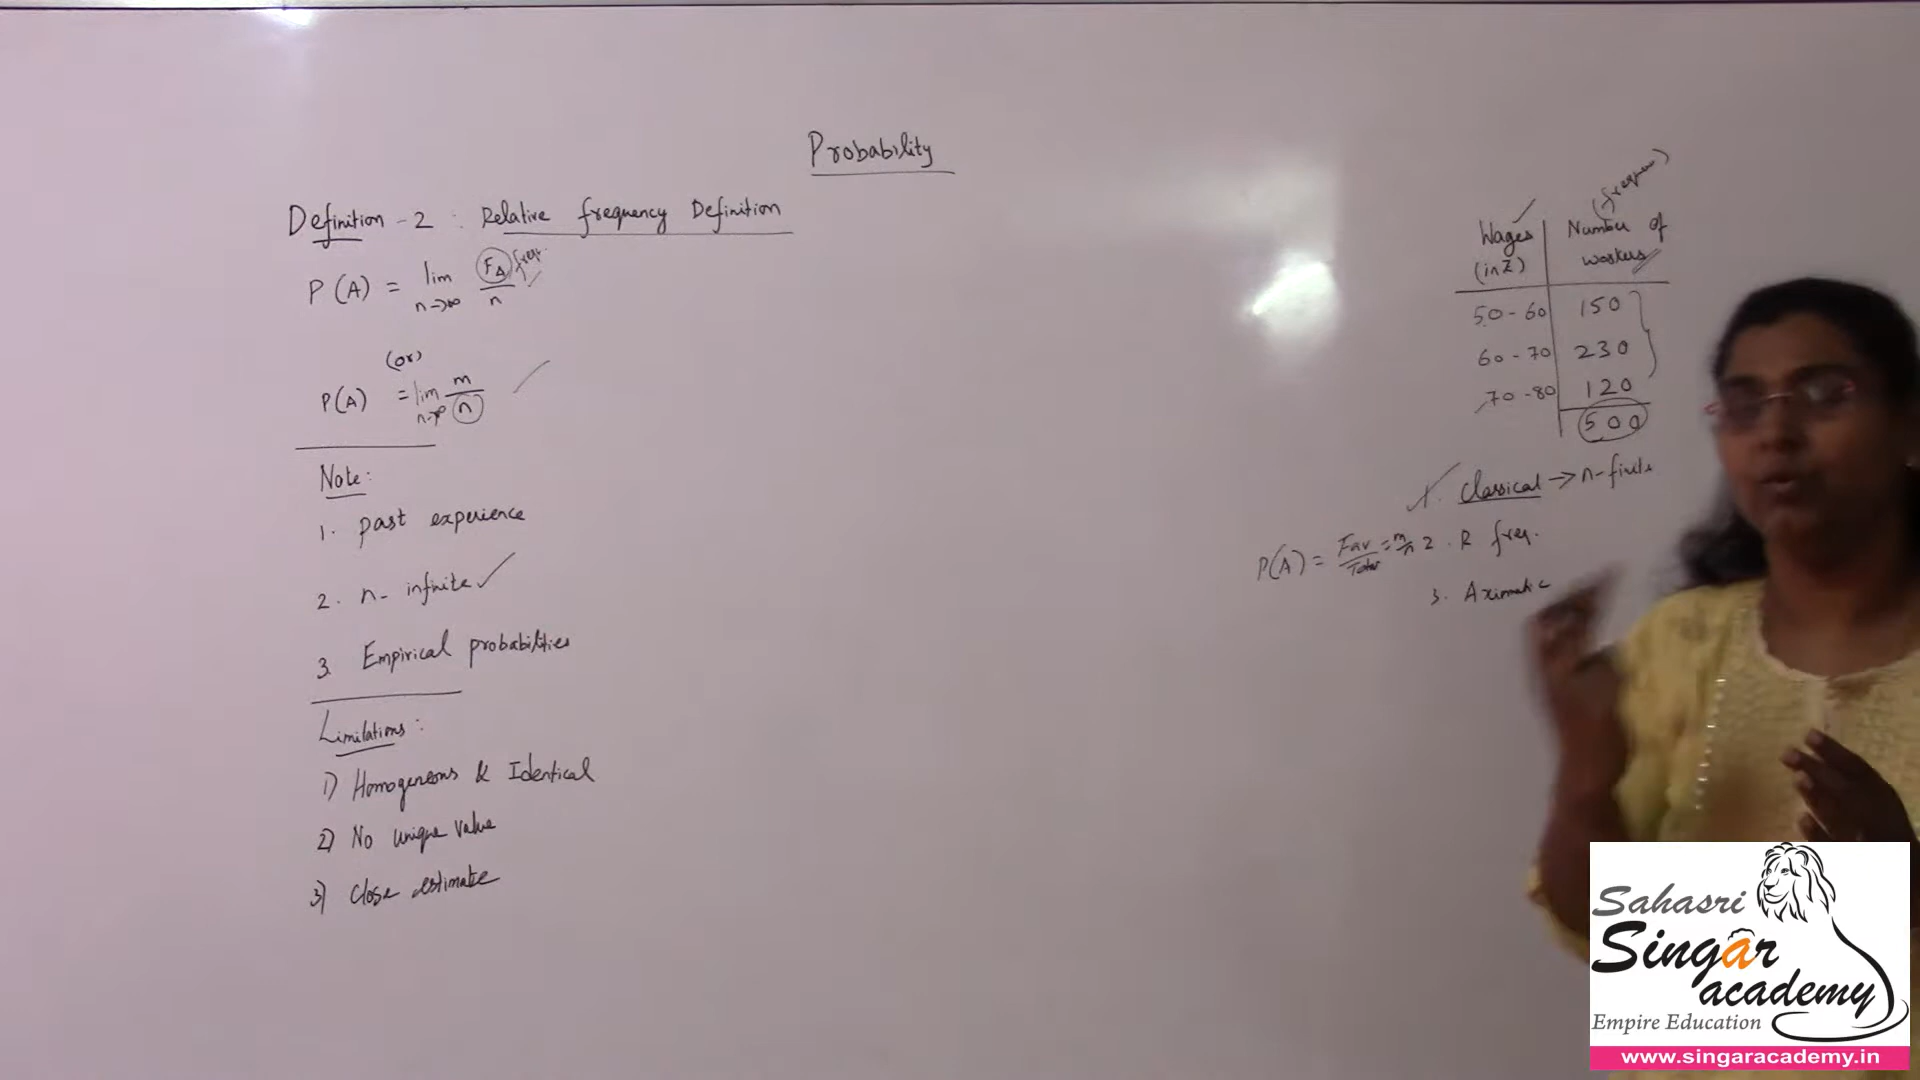 Probability
Definition - 2 : Relative frequency Definition
P(A) = lim n→∞ F_A / n freq.
(or)
P(A) = lim n→∞ m / n
Note:
1. past experience
2. n- infinite ✓
3. Empirical probabilities
Limitations:
1) Homogeneous & Identical
2) No unique value
3) Close estimate
Wages (in ₹) | Number of workers
50 - 60 | 150
60 - 70 | 230
70 - 80 | 120
500
1. Classical → n-finite
P(A) = Fav / Total = m/n
2. R freq.
3. Aximatic
Sahasri
Singar
academy
Empire Education
www.singaracademy.in